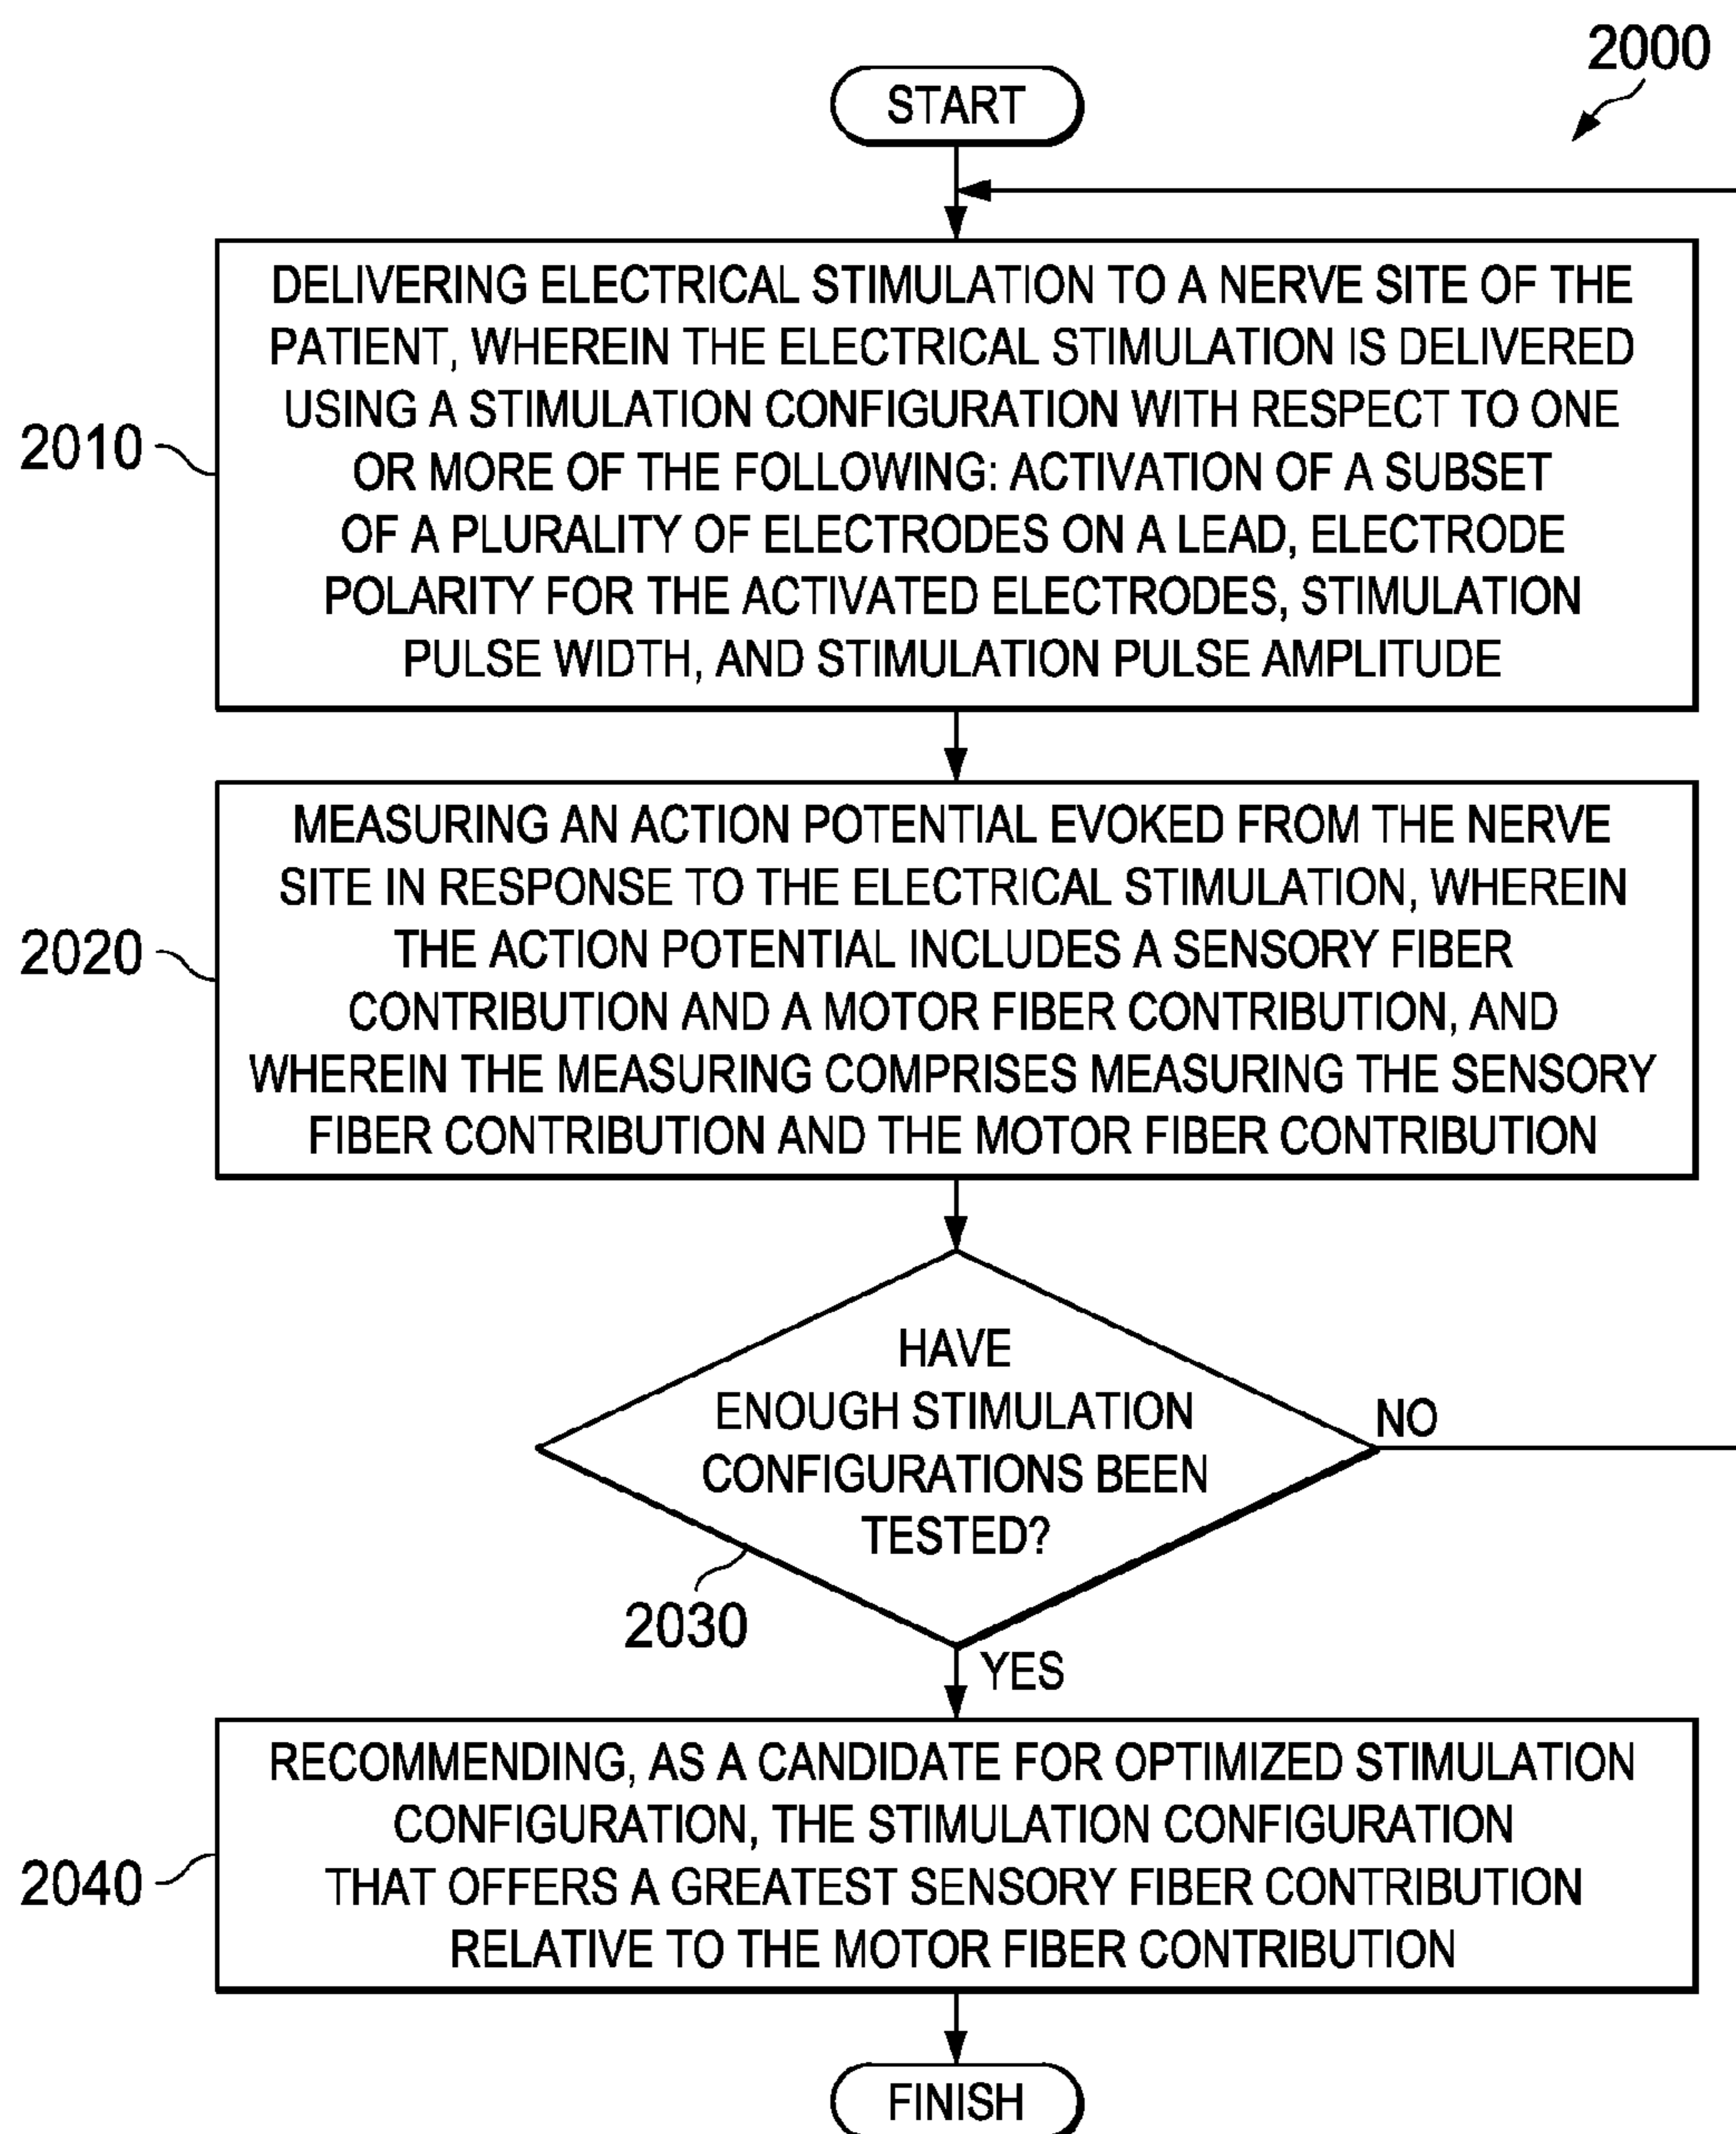 2000
START
DELIVERING ELECTRICAL STIMULATION TO A NERVE SITE OF THE
PATIENT, WHEREIN THE ELECTRICAL STIMULATION IS DELIVERED
USING A STIMULATION CONFIGURATION WITH RESPECT TO ONE
OR MORE OF THE FOLLOWING: ACTIVATION OF A SUBSET
OF A PLURALITY OF ELECTRODES ON A LEAD, ELECTRODE
POLARITY FOR THE ACTIVATED ELECTRODES, STIMULATION
PULSE WIDTH, AND STIMULATION PULSE AMPLITUDE
2010
MEASURING AN ACTION POTENTIAL EVOKED FROM THE NERVE
SITE IN RESPONSE TO THE ELECTRICAL STIMULATION, WHEREIN
THE ACTION POTENTIAL INCLUDES A SENSORY FIBER
CONTRIBUTION AND A MOTOR FIBER CONTRIBUTION, AND
WHEREIN THE MEASURING COMPRISES MEASURING THE SENSORY
FIBER CONTRIBUTION AND THE MOTOR FIBER CONTRIBUTION
2020
HAVE
ENOUGH STIMULATION
CONFIGURATIONS BEEN
TESTED?
NO
2030
YES
RECOMMENDING, AS A CANDIDATE FOR OPTIMIZED STIMULATION
CONFIGURATION, THE STIMULATION CONFIGURATION
THAT OFFERS A GREATEST SENSORY FIBER CONTRIBUTION
RELATIVE TO THE MOTOR FIBER CONTRIBUTION
2040
FINISH